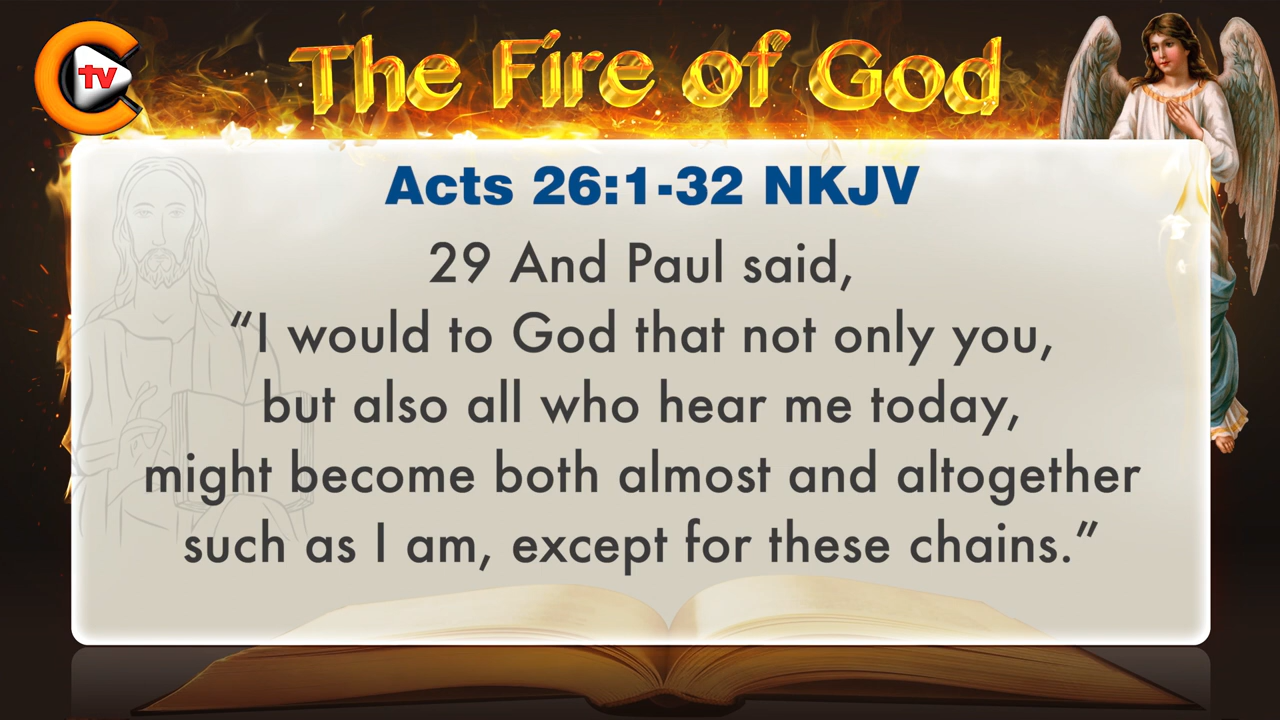 tv
The Fire of God
Acts 26:1-32 NKJV
29 And Paul said,
“I would to God that not only you,
but also all who hear me today,
might become both almost and altogether
such as I am, except for these chains.”